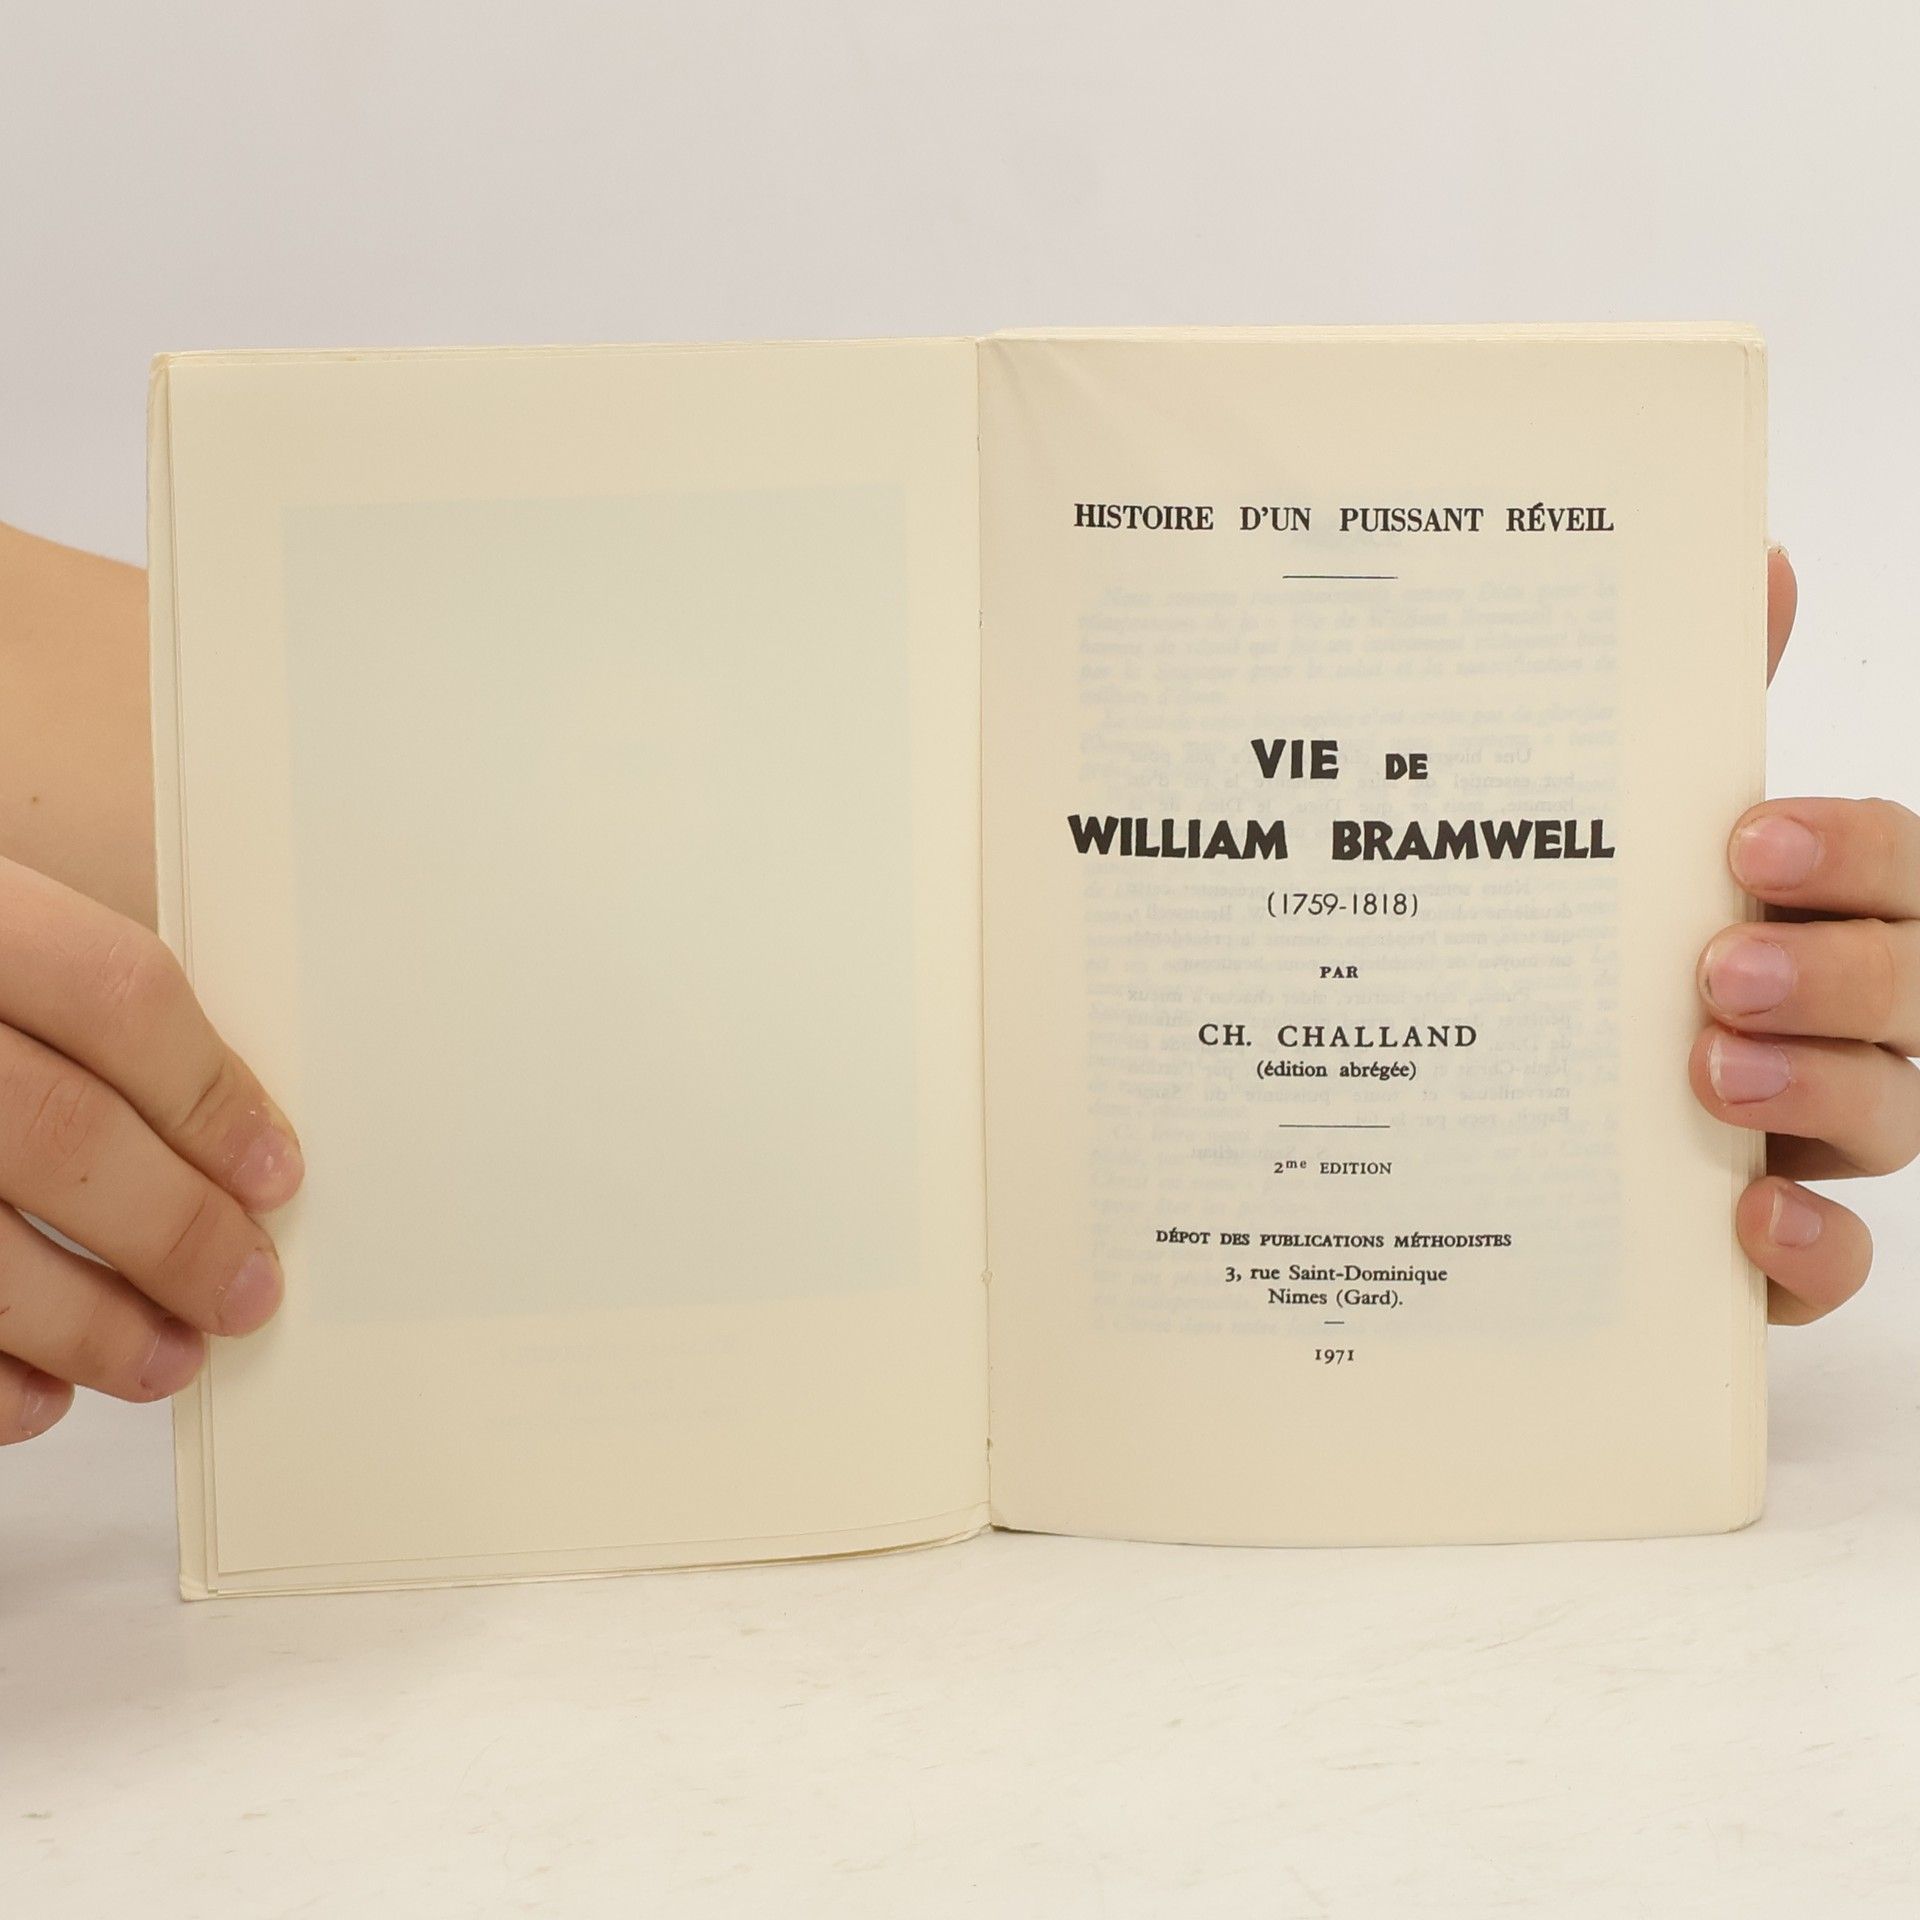 HISTOIRE D'UN PUISSANT RÉVEIL
VIE DE
WILLIAM BRAMWELL
(1759-1818)
PAR
CH. CHALLAND
(édition abrégée)
2me EDITION
DÉPOT DES PUBLICATIONS MÉTHODISTES
3, rue Saint-Dominique
Nimes (Gard).
1971